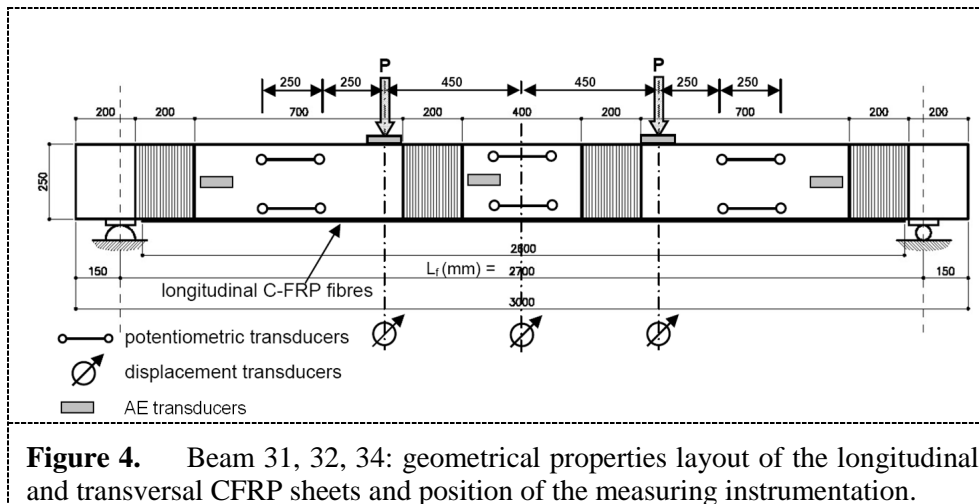 P P
250 250 450 450 250 250
200 200 700 200 400 200 700 200 200
250
2600
150 Lf (mm) = 2700 150
longitudinal C-FRP fibres
3000
potentiometric transducers
displacement transducers
AE transducers
Figure 4. Beam 31, 32, 34: geometrical properties layout of the longitudinal
and transversal CFRP sheets and position of the measuring instrumentation.